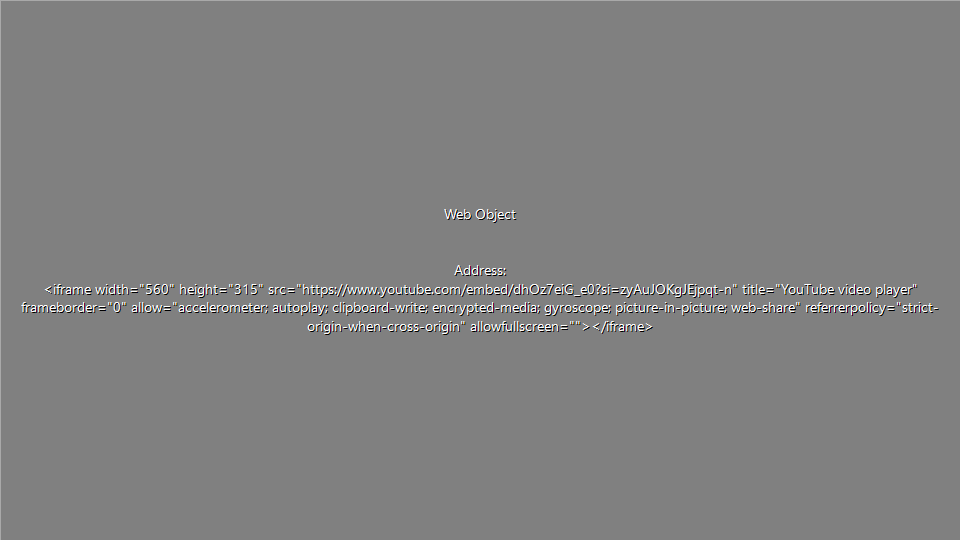 Web Object
Address:
<iframe width="560" height="315" src="https://www.youtube.com/embed/dhOz7eiG_e0?si=zyAuJOKgJEjpqt-n" title="YouTube video player"
frameborder="0" allow="accelerometer; autoplay; clipboard-write; encrypted-media; gyroscope; picture-in-picture; web-share" referrerpolicy="strict-
origin-when-cross-origin" allowfullscreen=""></iframe>